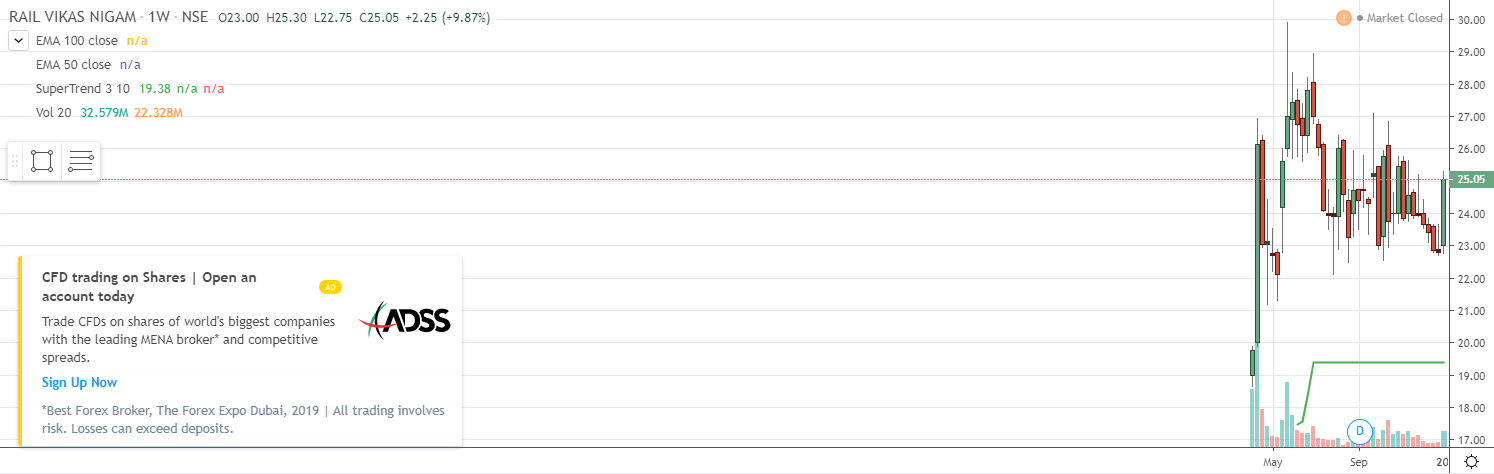 RAIL VIKAS NIGAM · 1W · NSE O23.00 H25.30 L22.75 C25.05 +2.25 (+9.87%)
Market Closed
EMA 100 close n/a
EMA 50 close n/a
SuperTrend 3 10 19.38 n/a n/a
Vol 20 32.579M 22.328M
30.00
29.00
28.00
27.00
26.00
25.05
24.00
23.00
22.00
21.00
20.00
19.00
18.00
17.00
CFD trading on Shares | Open an
account today
AD
Trade CFDs on shares of world's biggest companies
with the leading MENA broker* and competitive
spreads.
ADSS
Sign Up Now
*Best Forex Broker, The Forex Expo Dubai, 2019 | All trading involves
risk. Losses can exceed deposits.
D
May Sep 20